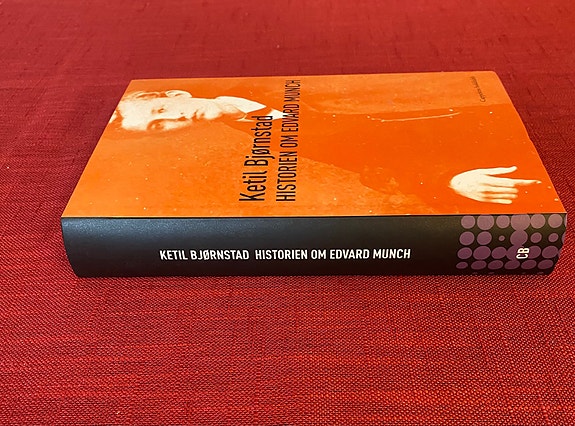 Ketil Bjørnstad
HISTORIEN OM EDVARD MUNCH
KETIL BJØRNSTAD HISTORIEN OM EDVARD MUNCH
CB